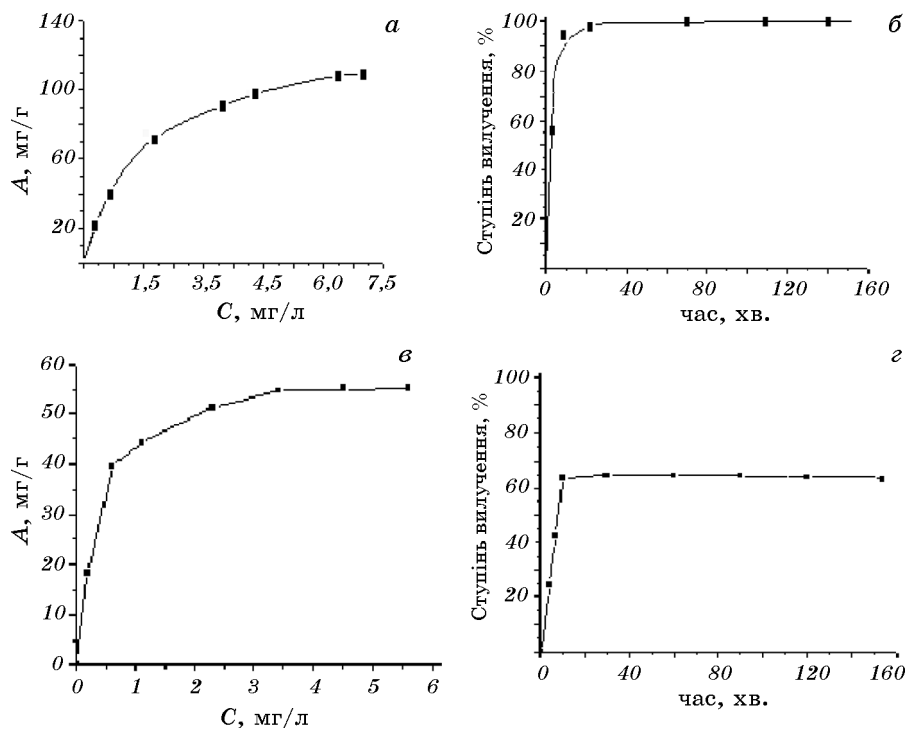 а
140
100
60
20
A, мг/г
1,5 3,5 4,5 6,0 7,5
C, мг/л
б
100
80
60
40
20
Ступінь вилучення, %
0 40 80 120 160
час, хв.
в
60
50
40
30
20
10
0
A, мг/г
0 1 2 3 4 5 6
C, мг/л
г
100
80
60
40
20
Ступінь вилучення, %
0 40 80 120 160
час, хв.